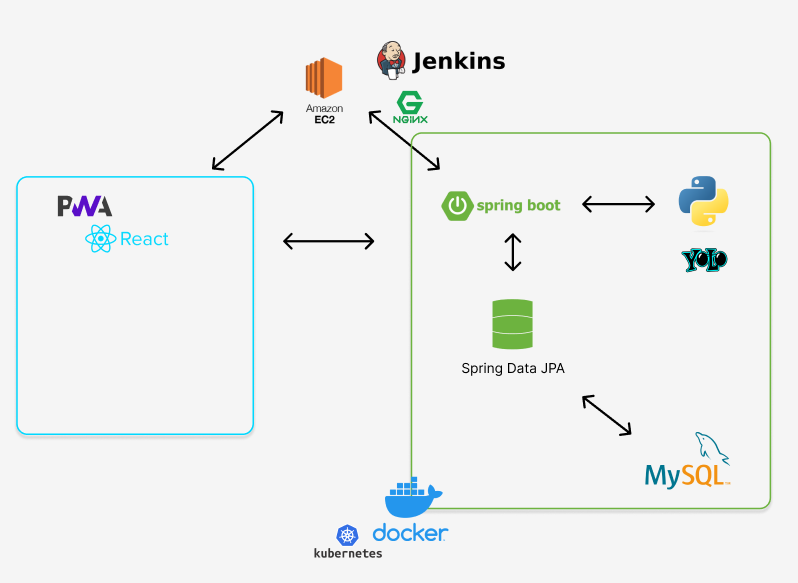 Jenkins
Amazon
EC2
NGINX
PWA
React
spring boot
YOLO
Spring Data JPA
MySQL
docker
kubernetes